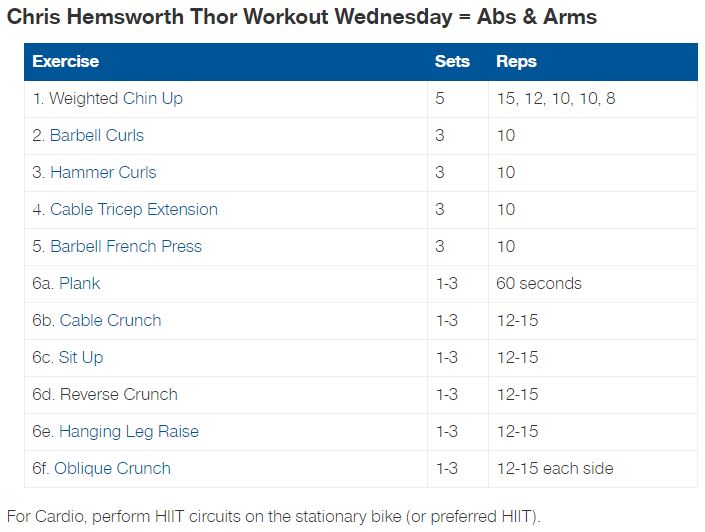 Chris Hemsworth Thor Workout Wednesday = Abs & Arms
Exercise Sets Reps
1. Weighted Chin Up 5 15, 12, 10, 10, 8
2. Barbell Curls 3 10
3. Hammer Curls 3 10
4. Cable Tricep Extension 3 10
5. Barbell French Press 3 10
6a. Plank 1-3 60 seconds
6b. Cable Crunch 1-3 12-15
6c. Sit Up 1-3 12-15
6d. Reverse Crunch 1-3 12-15
6e. Hanging Leg Raise 1-3 12-15
6f. Oblique Crunch 1-3 12-15 each side
For Cardio, perform HIIT circuits on the stationary bike (or preferred HIIT).